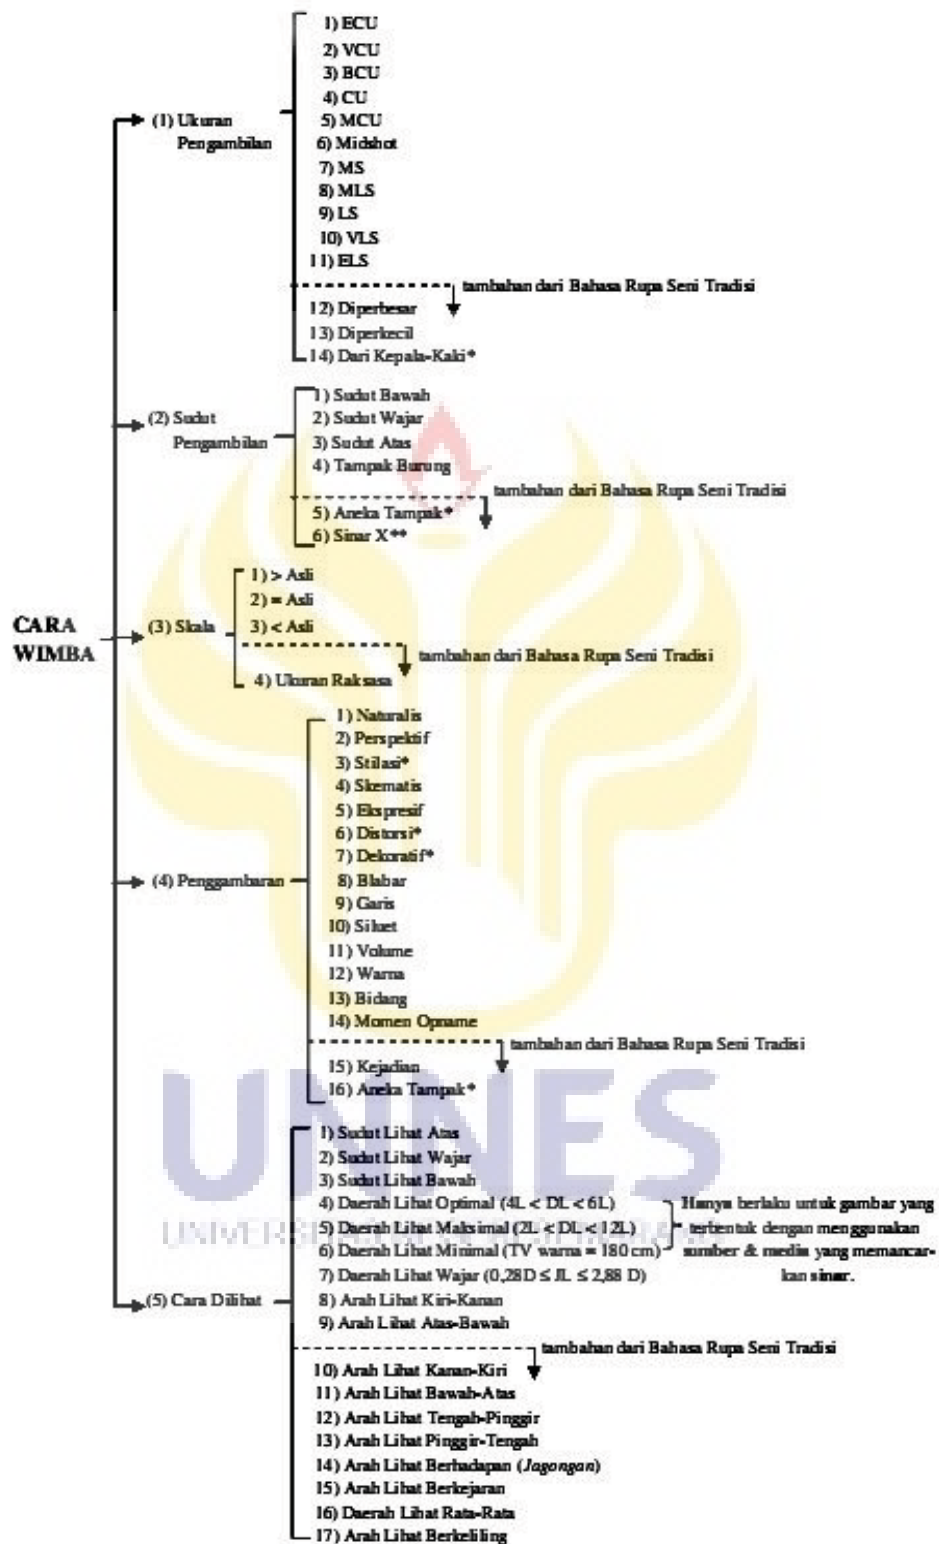 1) ECU
2) VCU
3) BCU
4) CU
(1) Ukuran
5) MCU
Pengambilan
6) Midshot
7) MS
8) MLS
9) LS
10) VLS
11) ELS
tambahan dari Bahasa Rupa Seni Tradisi
12) Diperbesar
13) Diperkecil
14) Dari Kepala-Kaki*
1) Sudut Bawah
(2) Sudut
2) Sudut Wajar
Pengambilan
3) Sudut Atas
4) Tampak Burung
tambahan dari Bahasa Rupa Seni Tradisi
5) Aneka Tampak*
6) Sinar X**
1) > Asli
2) = Asli
CARA
WIMBA
(3) Skala
3) < Asli
tambahan dari Bahasa Rupa Seni Tradisi
4) Ukuran Raksasa
1) Naturalis
2) Perspektif
3) Stilasi*
4) Skematis
5) Ekspresif
6) Distorsi*
7) Dekoratif*
(4) Penggambaran
8) Blabar
9) Garis
10) Siluet
11) Volume
12) Warna
13) Bidang
14) Momen Opname
tambahan dari Bahasa Rupa Seni Tradisi
15) Kejadian
16) Aneka Tampak*
UNNES
1) Sudut Lihat Atas
2) Sudut Lihat Wajar
3) Sudut Lihat Bawah
4) Daerah Lihat Optimal (4L < DL < 6L)
5) Daerah Lihat Maksimal (2L < DL < 12L)
6) Daerah Lihat Minimal (TV warna = 180 cm)
Hanya berlaku untuk gambar yang
terbentuk dengan menggunakan
sumber & media yang memancar-
kan sinar.
7) Daerah Lihat Wajar (0,28D ≤ JL ≤ 2,88 D)
(5) Cara Dilihat
8) Arah Lihat Kiri-Kanan
9) Arah Lihat Atas-Bawah
tambahan dari Bahasa Rupa Seni Tradisi
10) Arah Lihat Kanan-Kiri
11) Arah Lihat Bawah-Atas
12) Arah Lihat Tengah-Pinggir
13) Arah Lihat Pinggir-Tengah
14) Arah Lihat Berhadapan (Jagongan)
15) Arah Lihat Berkejaran
16) Daerah Lihat Rata-Rata
17) Arah Lihat Berkeliling